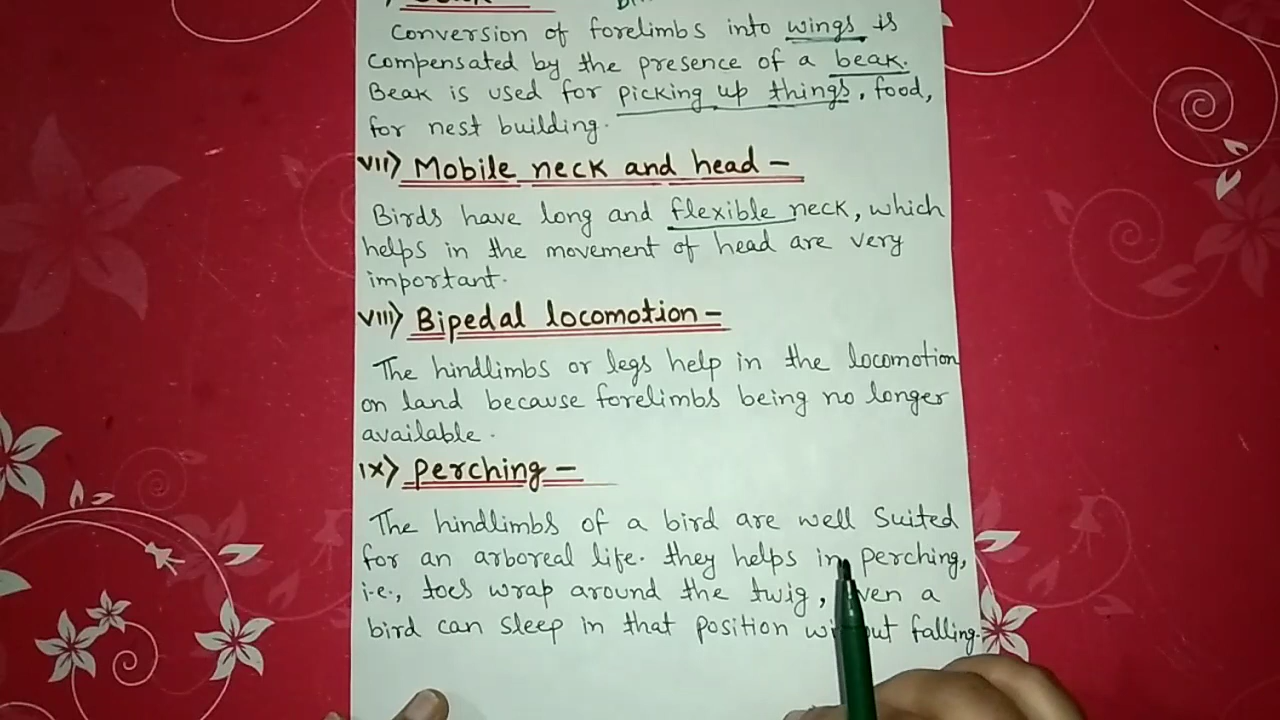 Conversion of forelimbs into wings is
compensated by the presence of a beak.
Beak is used for picking up things, food,
for nest building.
VII) Mobile neck and head -
Birds have long and flexible neck, which
helps in the movement of head are very
important.
VIII) Bipedal locomotion -
The hindlimbs or legs help in the locomotion
on land because forelimbs being no longer
available.
IX) Perching -
The hindlimbs of a bird are well suited
for an arboreal life. They helps in perching,
i.e., toes wrap around the twig, even a
bird can sleep in that position without falling.